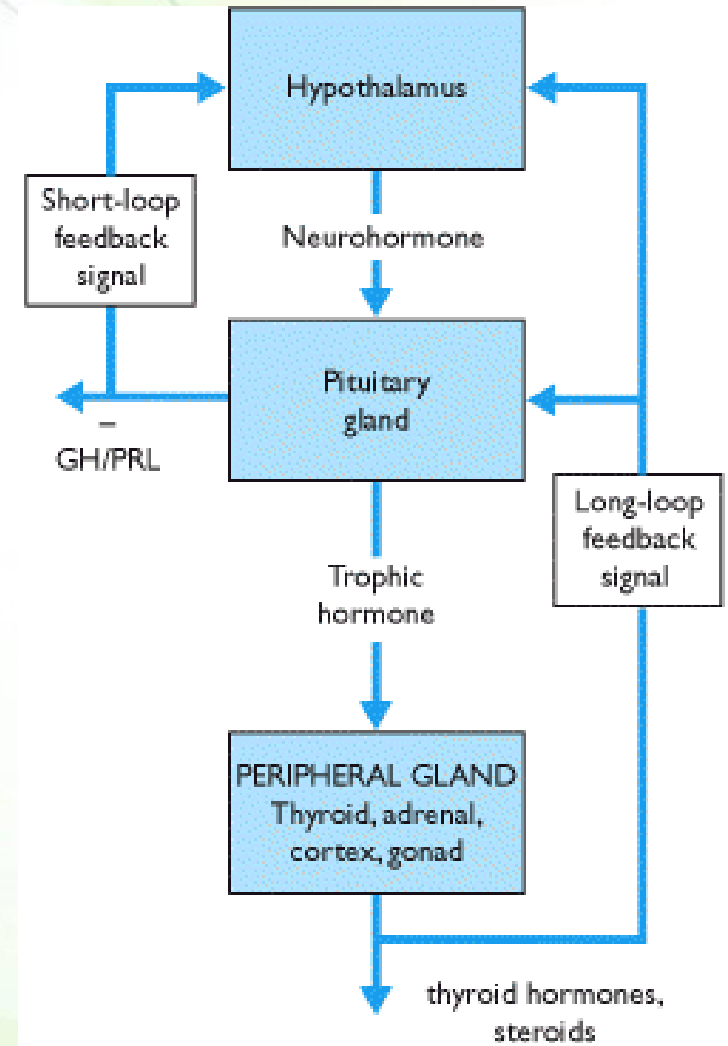 Hypothalamus
Short-loop
feedback
signal
Neurohormone
Pituitary
gland
–
GH/PRL
Long-loop
feedback
signal
Trophic
hormone
PERIPHERAL GLAND
Thyroid, adrenal,
cortex, gonad
thyroid hormones,
steroids